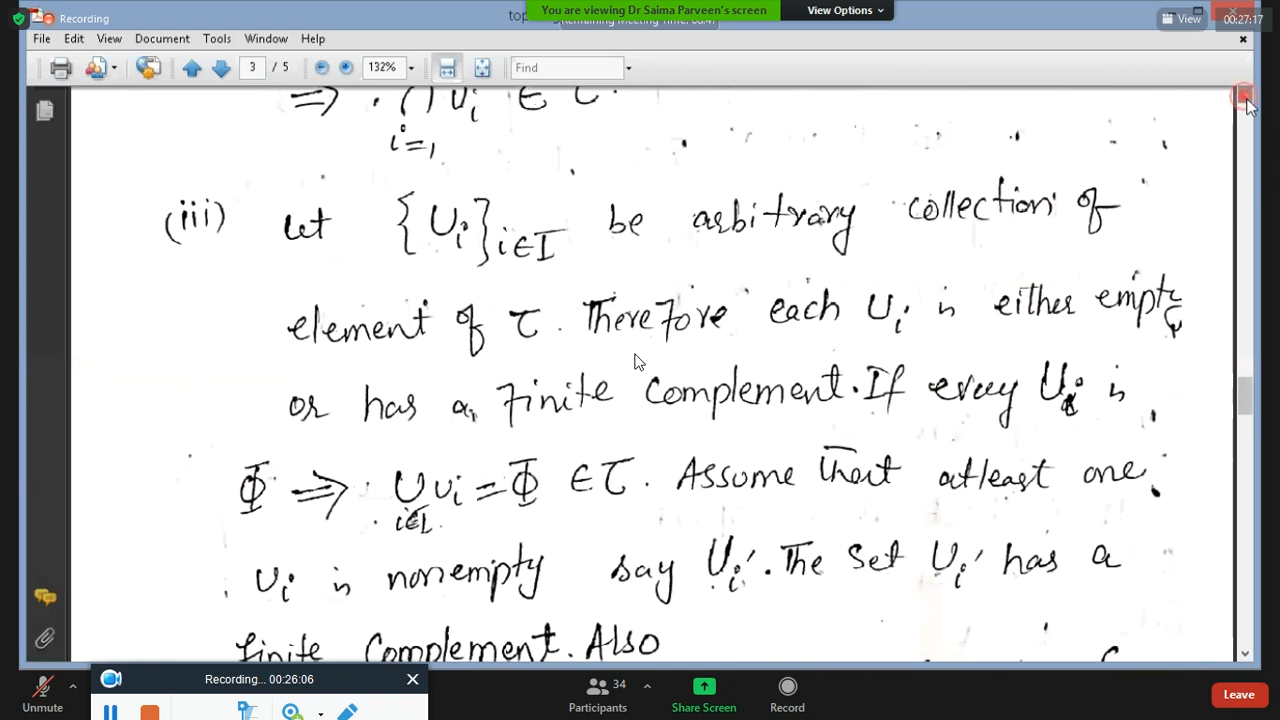 You are viewing Dr Saima Parveen's screen
View Options
Recording
top
View
00:27:17
File Edit View Document Tools Window Help
3 / 5
132%
Find
=> ∩ Ui ∈ τ.
i=1
(iii) Let {Ui}i∈I be arbitrary collection of
element of τ. Therefore each Ui is either empty
or has a finite complement. If every Ui is
Φ => ∪ Ui = Φ ∈ τ. Assume that atleast one
i∈I
Ui is nonempty say Ui'. The set Ui' has a
finite Complement. Also
Recording... 00:26:06
Unmute
34
Participants
Share Screen
Record
Leave